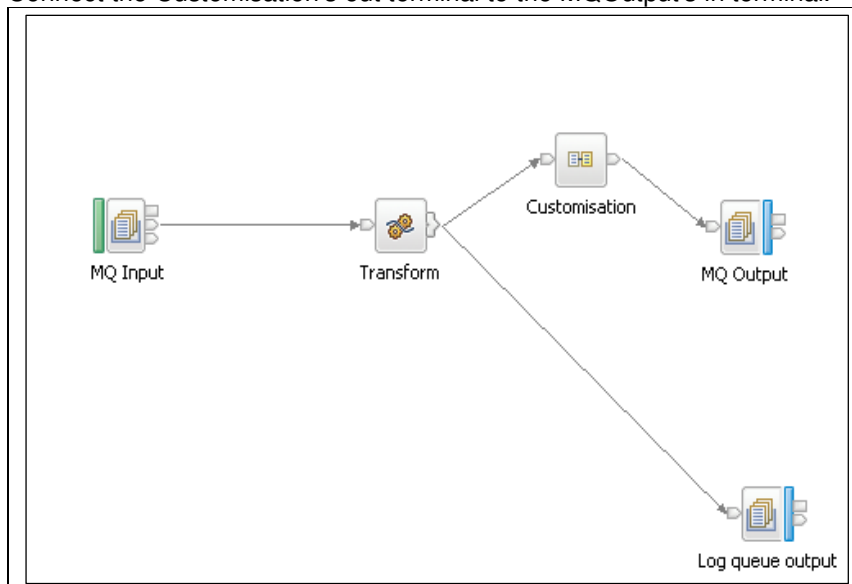 Connect the Customisation's out terminal to the MQOutput's in terminal.
Customisation
MQ Input
Transform
MQ Output
Log queue output